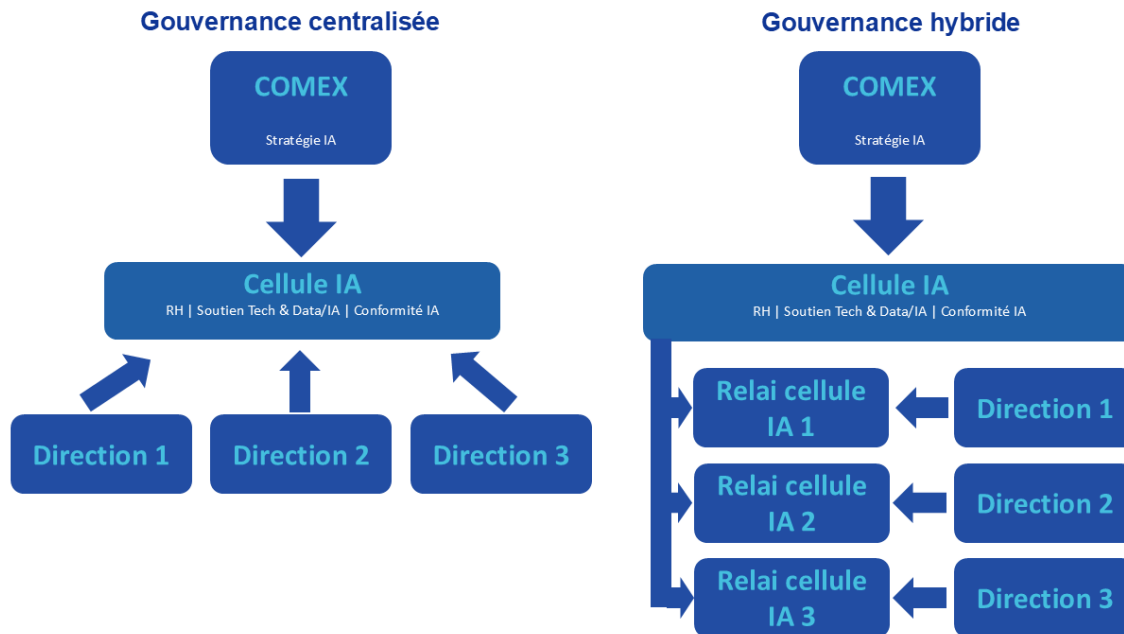 Gouvernance centralisée
COMEX
Stratégie IA
Cellule IA
RH | Soutien Tech & Data/IA | Conformité IA
Direction 1
Direction 2
Direction 3
Gouvernance hybride
COMEX
Stratégie IA
Cellule IA
RH | Soutien Tech & Data/IA | Conformité IA
Relai cellule
IA 1
Direction 1
Relai cellule
IA 2
Direction 2
Relai cellule
IA 3
Direction 3